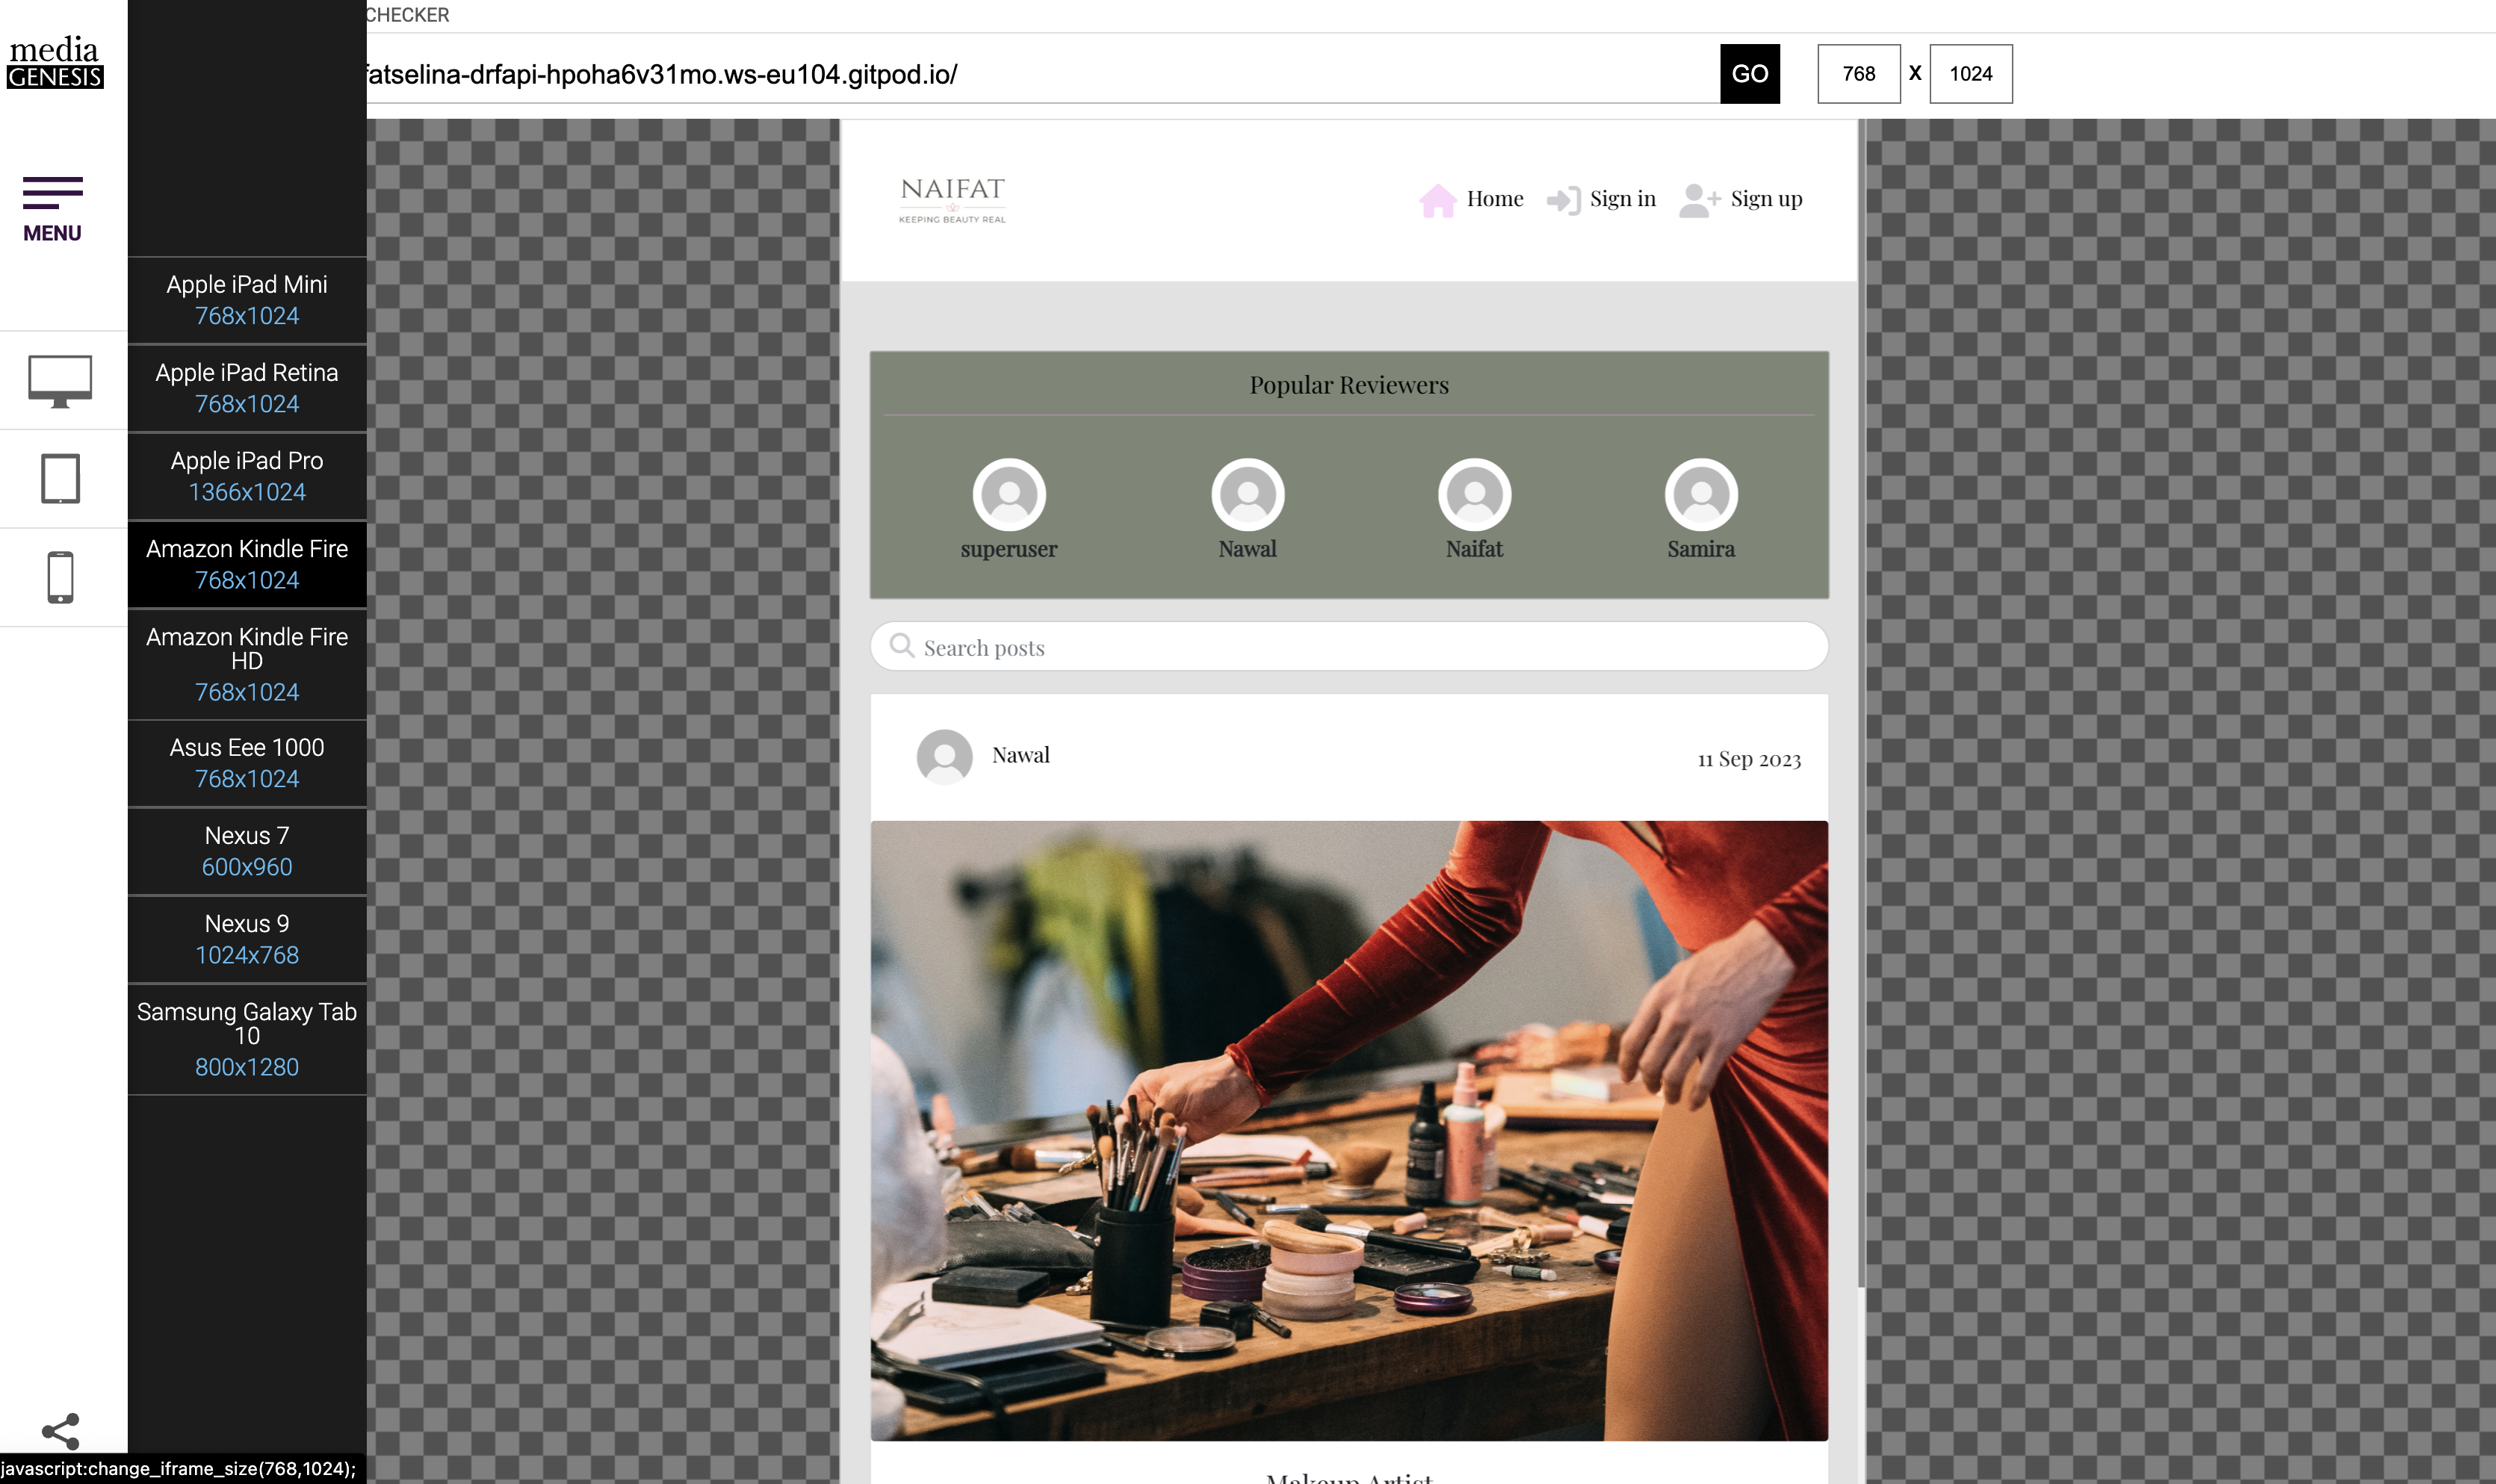 media
GENESIS
MENU
CHECKER
fatselina-drfapi-hpoha6v31mo.ws-eu104.gitpod.io/
GO
768
X
1024
Apple iPad Mini
768x1024
Apple iPad Retina
768x1024
Apple iPad Pro
1366x1024
Amazon Kindle Fire
768x1024
Amazon Kindle Fire
HD
768x1024
Asus Eee 1000
768x1024
Nexus 7
600x960
Nexus 9
1024x768
Samsung Galaxy Tab
10
800x1280
javascript:change_iframe_size(768,1024);
NAIFAT
KEEPING BEAUTY REAL
Home
Sign in
Sign up
Popular Reviewers
superuser
Nawal
Naifat
Samira
Search posts
Nawal
11 Sep 2023
Makeup Artist